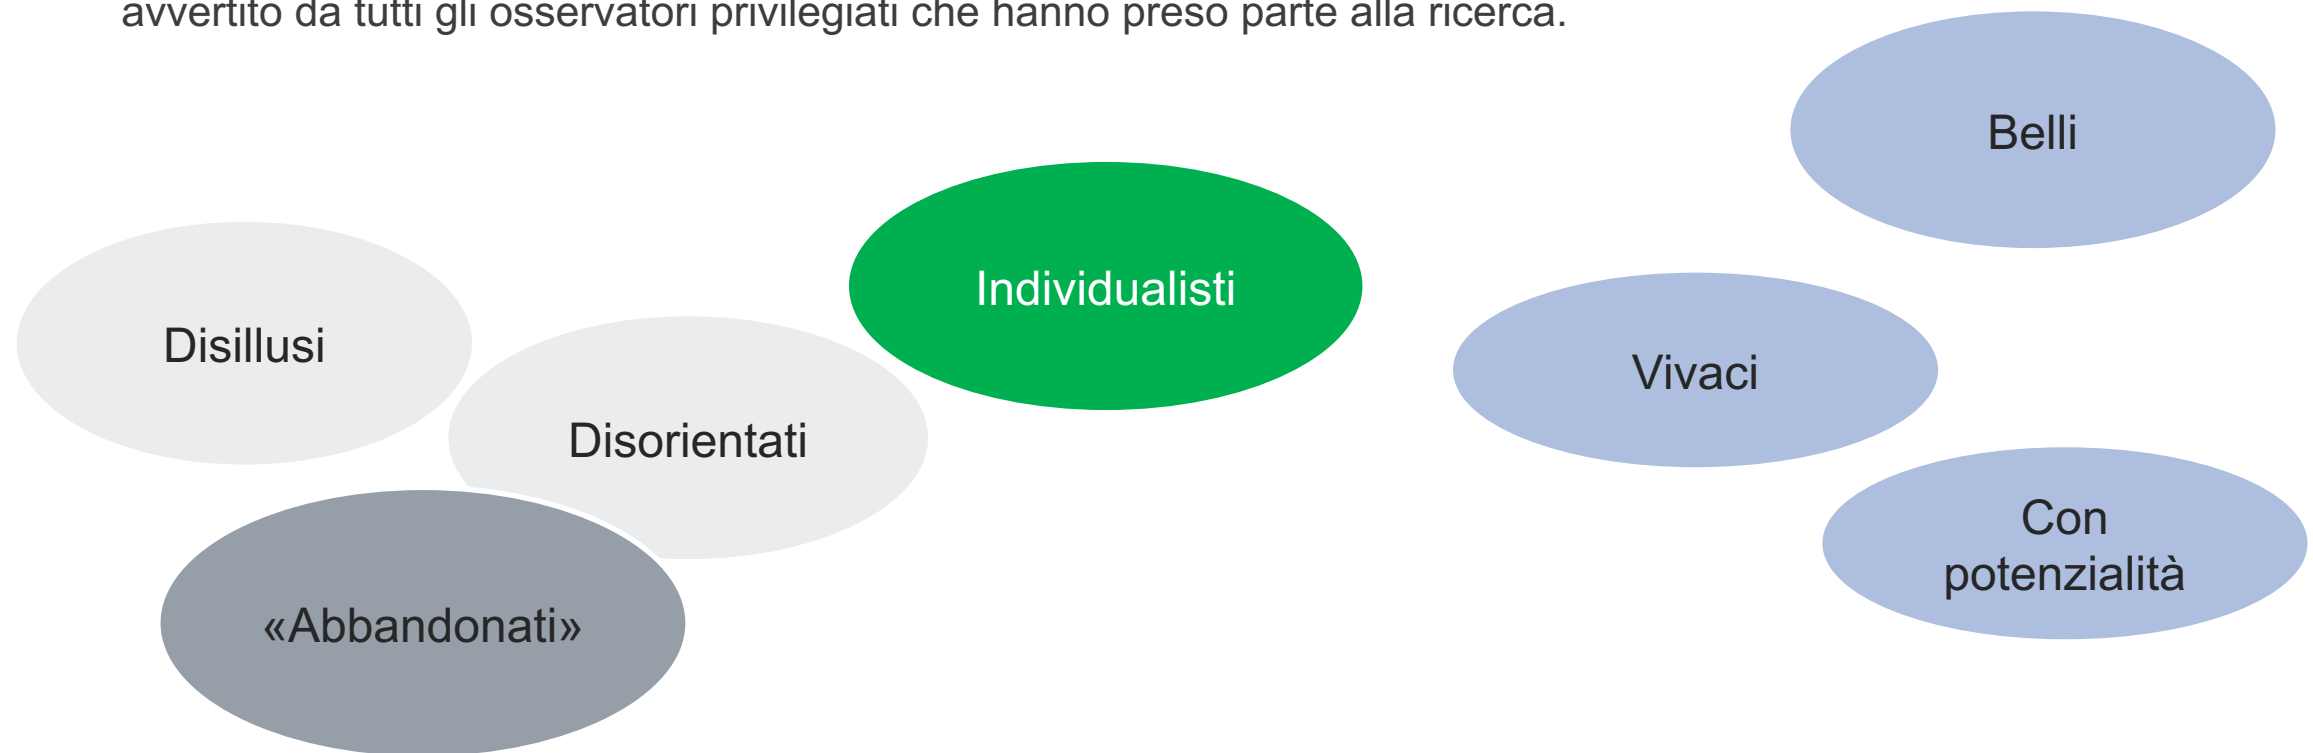 avvertito da tutti gli osservatori privilegiati che hanno preso parte alla ricerca.
Belli
Individualisti
Disillusi
Vivaci
Disorientati
Con
potenzialità
«Abbandonati»